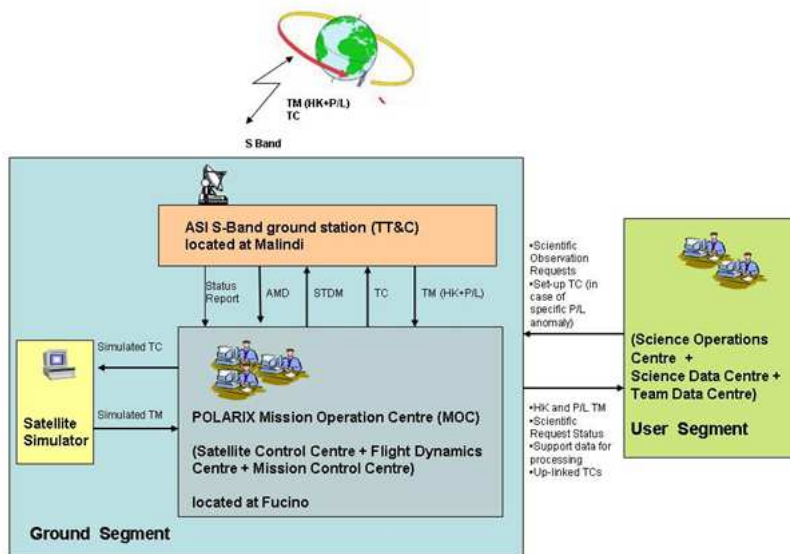 TM (HK+P/L)
TC
S Band
ASI S-Band ground station (TT&C)
located at Malindi
Status
Report
AMD
STDM
TC
TM (HK+P/L)
•Scientific
Observation
Requests
•Set-up TC (in
case of
specific P/L
anomaly)
(Science Operations
Centre +
Science Data Centre +
Team Data Centre)
User Segment
Simulated TC
Simulated TM
Satellite
Simulator
POLARIX Mission Operation Centre (MOC)
(Satellite Control Centre + Flight Dynamics
Centre + Mission Control Centre)
located at Fucino
•HK and P/L TM
•Scientific
Request Status
•Support data for
processing
•Up-linked TCs
Ground Segment